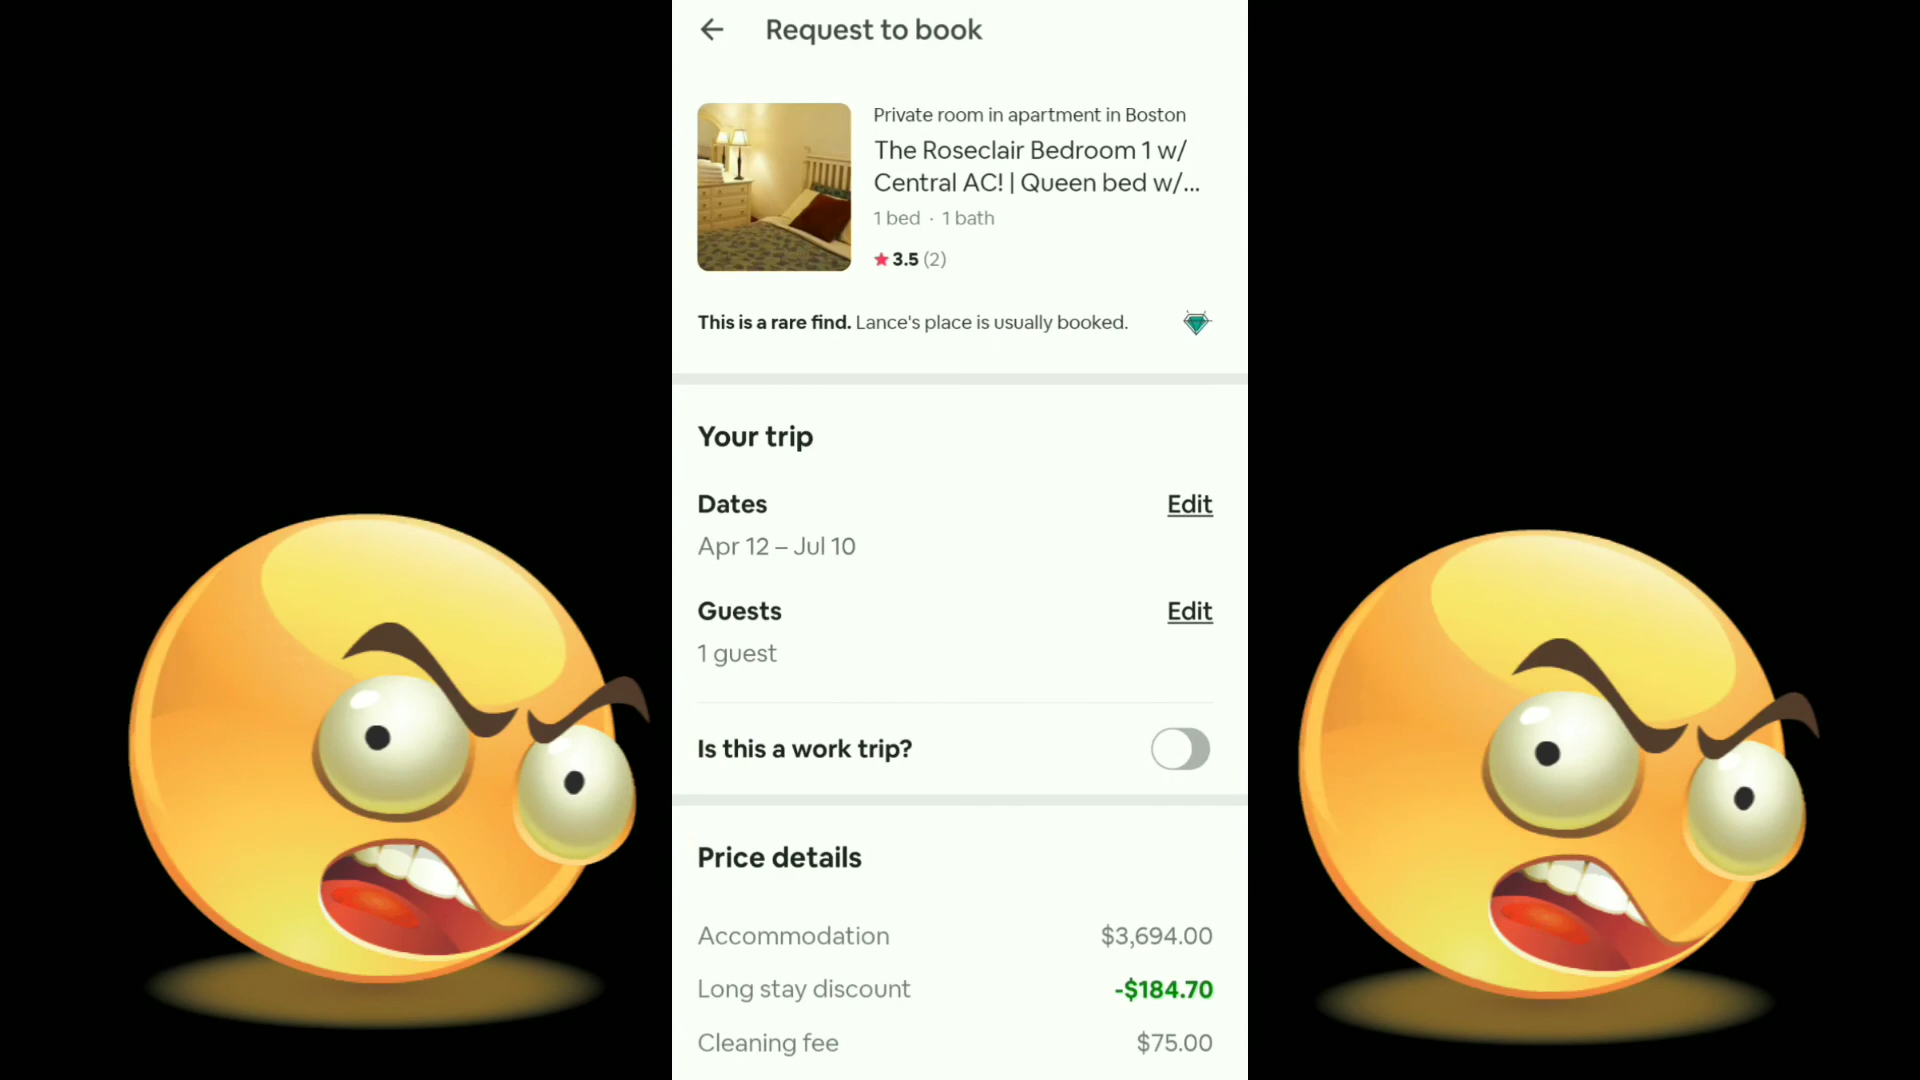 Request to book
Private room in apartment in Boston
The Roseclair Bedroom 1 w/
Central AC! | Queen bed w/...
1 bed · 1 bath
3.5 (2)
This is a rare find. Lance's place is usually booked.
Your trip
Dates
Edit
Apr 12 – Jul 10
Guests
Edit
1 guest
Is this a work trip?
Price details
Accommodation $3,694.00
Long stay discount -$184.70
Cleaning fee $75.00